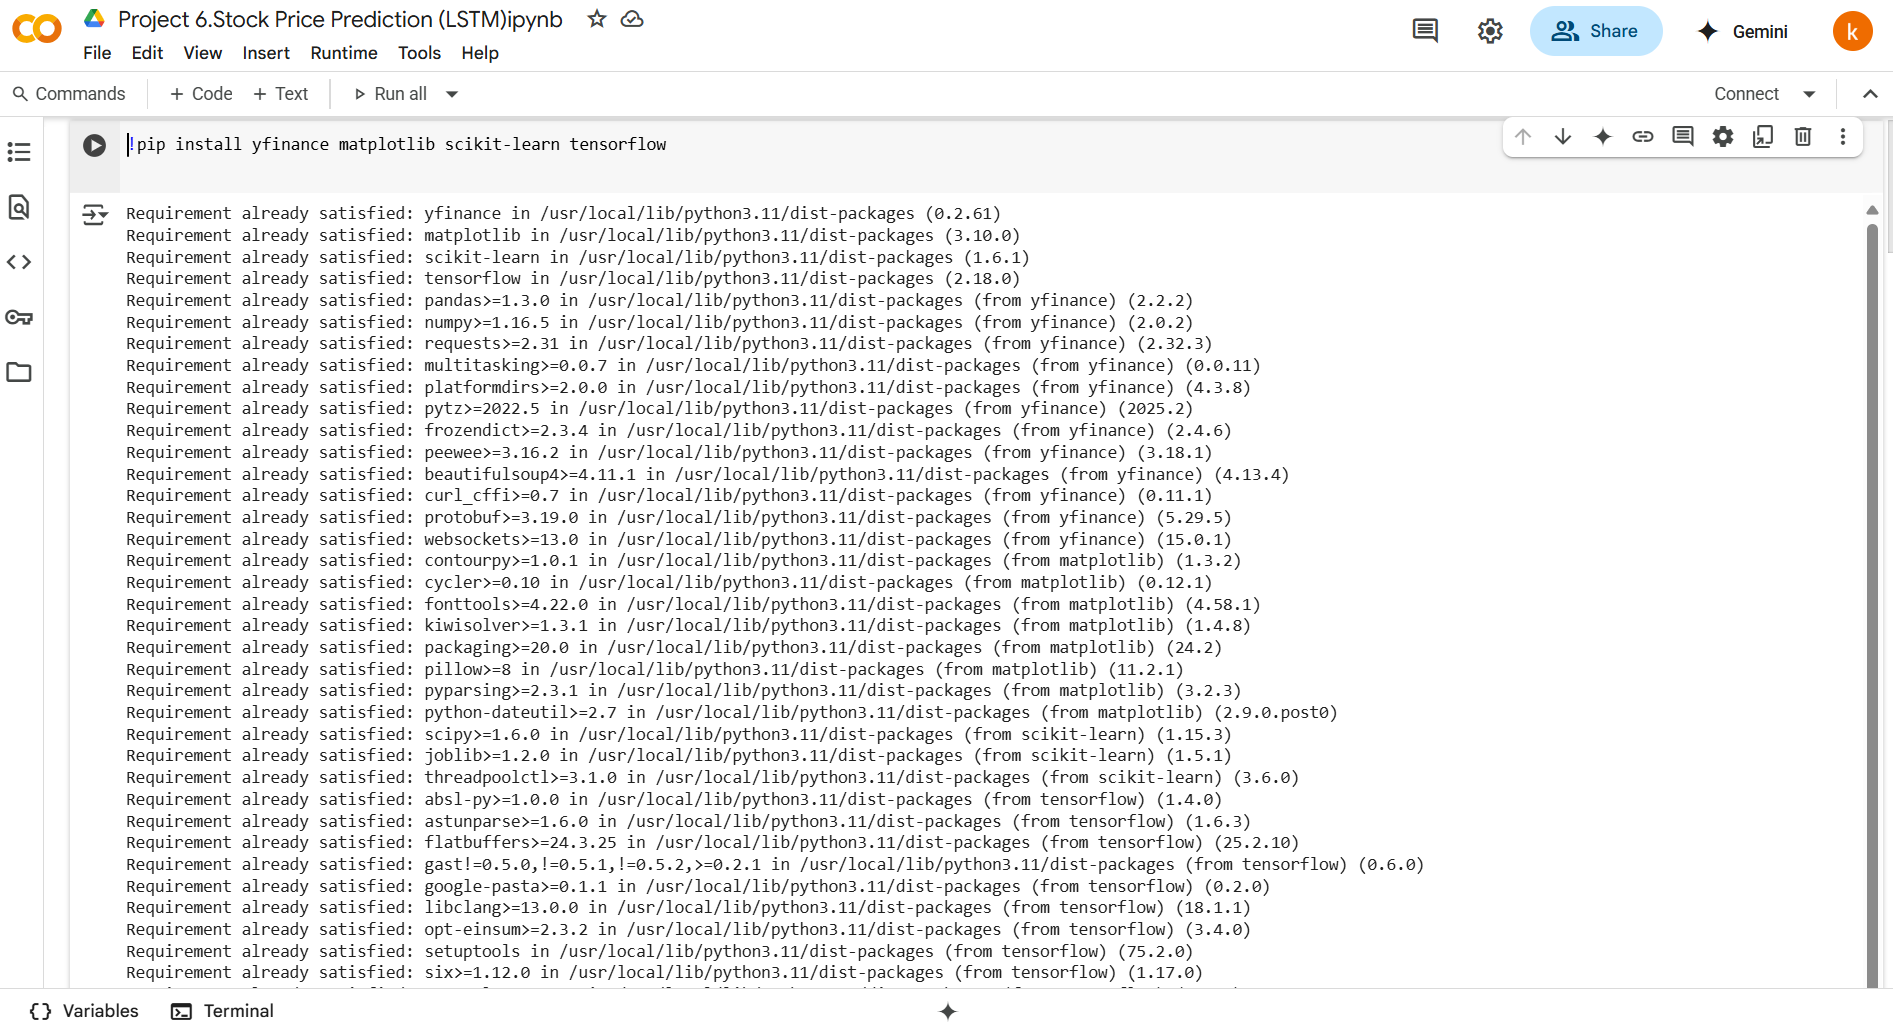 Project 6.Stock Price Prediction (LSTM)ipynb
File Edit View Insert Runtime Tools Help
Share
Gemini
k
Commands + Code + Text Run all
Connect
!pip install yfinance matplotlib scikit-learn tensorflow
Requirement already satisfied: yfinance in /usr/local/lib/python3.11/dist-packages (0.2.61)
Requirement already satisfied: matplotlib in /usr/local/lib/python3.11/dist-packages (3.10.0)
Requirement already satisfied: scikit-learn in /usr/local/lib/python3.11/dist-packages (1.6.1)
Requirement already satisfied: tensorflow in /usr/local/lib/python3.11/dist-packages (2.18.0)
Requirement already satisfied: pandas>=1.3.0 in /usr/local/lib/python3.11/dist-packages (from yfinance) (2.2.2)
Requirement already satisfied: numpy>=1.16.5 in /usr/local/lib/python3.11/dist-packages (from yfinance) (2.0.2)
Requirement already satisfied: requests>=2.31 in /usr/local/lib/python3.11/dist-packages (from yfinance) (2.32.3)
Requirement already satisfied: multitasking>=0.0.7 in /usr/local/lib/python3.11/dist-packages (from yfinance) (0.0.11)
Requirement already satisfied: platformdirs>=2.0.0 in /usr/local/lib/python3.11/dist-packages (from yfinance) (4.3.8)
Requirement already satisfied: pytz>=2022.5 in /usr/local/lib/python3.11/dist-packages (from yfinance) (2025.2)
Requirement already satisfied: frozendict>=2.3.4 in /usr/local/lib/python3.11/dist-packages (from yfinance) (2.4.6)
Requirement already satisfied: peewee>=3.16.2 in /usr/local/lib/python3.11/dist-packages (from yfinance) (3.18.1)
Requirement already satisfied: beautifulsoup4>=4.11.1 in /usr/local/lib/python3.11/dist-packages (from yfinance) (4.13.4)
Requirement already satisfied: curl_cffi>=0.7 in /usr/local/lib/python3.11/dist-packages (from yfinance) (0.11.1)
Requirement already satisfied: protobuf>=3.19.0 in /usr/local/lib/python3.11/dist-packages (from yfinance) (5.29.5)
Requirement already satisfied: websockets>=13.0 in /usr/local/lib/python3.11/dist-packages (from yfinance) (15.0.1)
Requirement already satisfied: contourpy>=1.0.1 in /usr/local/lib/python3.11/dist-packages (from matplotlib) (1.3.2)
Requirement already satisfied: cycler>=0.10 in /usr/local/lib/python3.11/dist-packages (from matplotlib) (0.12.1)
Requirement already satisfied: fonttools>=4.22.0 in /usr/local/lib/python3.11/dist-packages (from matplotlib) (4.58.1)
Requirement already satisfied: kiwisolver>=1.3.1 in /usr/local/lib/python3.11/dist-packages (from matplotlib) (1.4.8)
Requirement already satisfied: packaging>=20.0 in /usr/local/lib/python3.11/dist-packages (from matplotlib) (24.2)
Requirement already satisfied: pillow>=8 in /usr/local/lib/python3.11/dist-packages (from matplotlib) (11.2.1)
Requirement already satisfied: pyparsing>=2.3.1 in /usr/local/lib/python3.11/dist-packages (from matplotlib) (3.2.3)
Requirement already satisfied: python-dateutil>=2.7 in /usr/local/lib/python3.11/dist-packages (from matplotlib) (2.9.0.post0)
Requirement already satisfied: scipy>=1.6.0 in /usr/local/lib/python3.11/dist-packages (from scikit-learn) (1.15.3)
Requirement already satisfied: joblib>=1.2.0 in /usr/local/lib/python3.11/dist-packages (from scikit-learn) (1.5.1)
Requirement already satisfied: threadpoolctl>=3.1.0 in /usr/local/lib/python3.11/dist-packages (from scikit-learn) (3.6.0)
Requirement already satisfied: absl-py>=1.0.0 in /usr/local/lib/python3.11/dist-packages (from tensorflow) (1.4.0)
Requirement already satisfied: astunparse>=1.6.0 in /usr/local/lib/python3.11/dist-packages (from tensorflow) (1.6.3)
Requirement already satisfied: flatbuffers>=24.3.25 in /usr/local/lib/python3.11/dist-packages (from tensorflow) (25.2.10)
Requirement already satisfied: gast!=0.5.0,!=0.5.1,!=0.5.2,>=0.2.1 in /usr/local/lib/python3.11/dist-packages (from tensorflow) (0.6.0)
Requirement already satisfied: google-pasta>=0.1.1 in /usr/local/lib/python3.11/dist-packages (from tensorflow) (0.2.0)
Requirement already satisfied: libclang>=13.0.0 in /usr/local/lib/python3.11/dist-packages (from tensorflow) (18.1.1)
Requirement already satisfied: opt-einsum>=2.3.2 in /usr/local/lib/python3.11/dist-packages (from tensorflow) (3.4.0)
Requirement already satisfied: setuptools in /usr/local/lib/python3.11/dist-packages (from tensorflow) (75.2.0)
Requirement already satisfied: six>=1.12.0 in /usr/local/lib/python3.11/dist-packages (from tensorflow) (1.17.0)
Variables Terminal